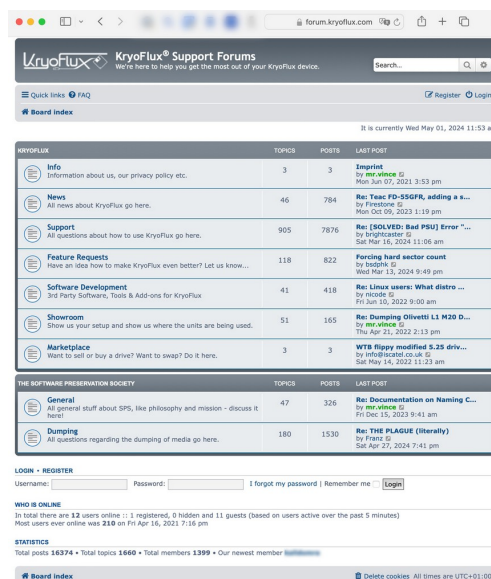 forum.kryoflux.com
KryoFlux
KryoFlux® Support Forums
We're here to help you get the most out of your KryoFlux device.
Search...
Quick links FAQ
Register Login
Board index
It is currently Wed May 01, 2024 11:53 a
KRYOFLUX TOPICS POSTS LAST POST
Info
Information about us, our privacy policy etc.
3 3
Imprint
by mr.vince
Mon Jun 07, 2021 3:53 pm
News
All news about KryoFlux go here.
46 784
Re: Teac FD-55GFR, adding a s...
by Firestone
Mon Oct 09, 2023 1:19 pm
Support
All questions about how to use KryoFlux go here.
905 7876
Re: [SOLVED: Bad PSU] Error "...
by brightcaster
Sat Mar 16, 2024 11:06 am
Feature Requests
Have an idea how to make KryoFlux even better? Let us know...
118 822
Forcing hard sector count
by bsdphk
Wed Mar 13, 2024 9:49 pm
Software Development
3rd Party Software, Tools & Add-ons for KryoFlux
41 418
Re: Linux users: What distro ...
by nicode
Fri Jun 10, 2022 9:00 am
Showroom
Show us your setup and show us where the units are being used.
51 165
Re: Dumping Olivetti L1 M20 D...
by mr.vince
Thu Apr 21, 2022 2:13 pm
Marketplace
Want to sell or buy a drive? Want to swap? Do it here.
3 3
WTB flippy modified 5.25 driv...
by info@iscatel.co.uk
Sat May 14, 2022 11:23 am
THE SOFTWARE PRESERVATION SOCIETY TOPICS POSTS LAST POST
General
All general stuff about SPS, like philosophy and mission - discuss it
here!
47 326
Re: Documentation on Naming C...
by mr.vince
Fri Dec 15, 2023 9:41 am
Dumping
All questions regarding the dumping of media go here.
180 1530
Re: THE PLAGUE (literally)
by Franz
Sat Apr 27, 2024 7:41 pm
LOGIN • REGISTER
Username: Password: I forgot my password | Remember me Login
WHO IS ONLINE
In total there are 12 users online :: 1 registered, 0 hidden and 11 guests (based on users active over the past 5 minutes)
Most users ever online was 210 on Fri Apr 16, 2021 7:16 pm
STATISTICS
Total posts 16374 • Total topics 1660 • Total members 1399 • Our newest member
Board index
Delete cookies All times are UTC+01:00